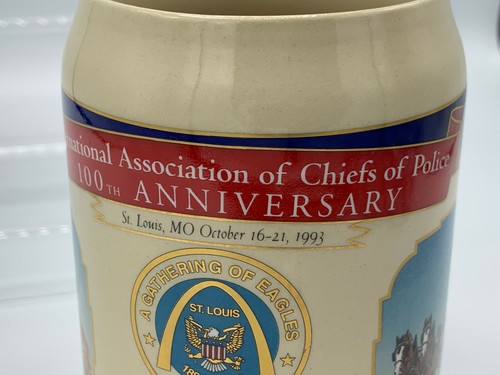 Association of Chiefs of Police
100TH ANNIVERSARY
St. Louis, MO October 16-21, 1993
A GATHERING OF EAGLES
ST. LOUIS